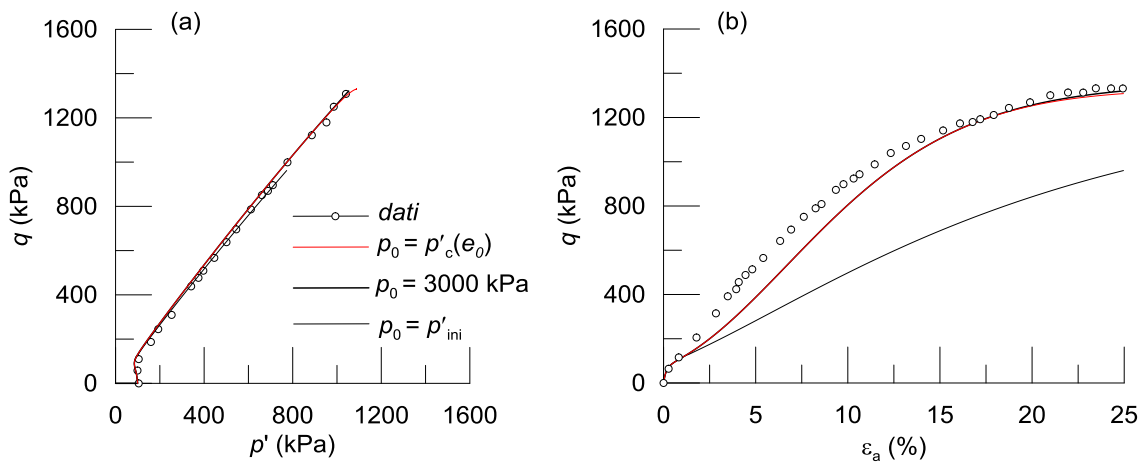 (a)
1600
1200
800
400
0
q (kPa)
0 400 800 1200 1600
p' (kPa)
dati
p₀ = p′c(e₀)
p₀ = 3000 kPa
p₀ = p′ini
(b)
1600
1200
800
400
0
q (kPa)
0 5 10 15 20 25
εa (%)